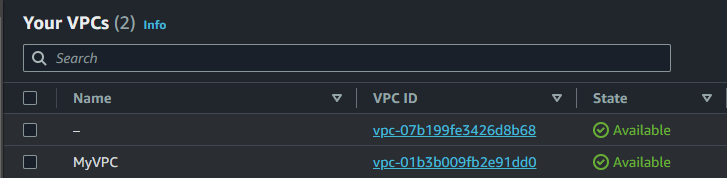 Your VPCs (2) Info
Search
Name VPC ID State
– vpc-07b199fe3426d8b68 Available
MyVPC vpc-01b3b009fb2e91dd0 Available